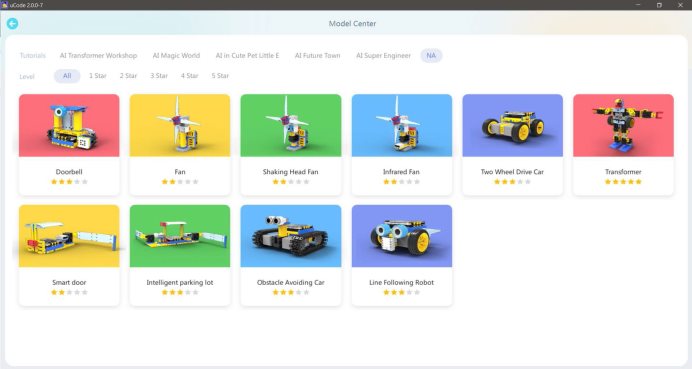 uCode 2.0.0-7
Model Center
Tutorials AI Transformer Workshop AI Magic World AI in Cute Pet Little E AI Future Town AI Super Engineer NA
Level All 1 Star 2 Star 3 Star 4 Star 5 Star
Doorbell Fan Shaking Head Fan Infrared Fan Two Wheel Drive Car Transformer
Smart door Intelligent parking lot Obstacle Avoiding Car Line Following Robot